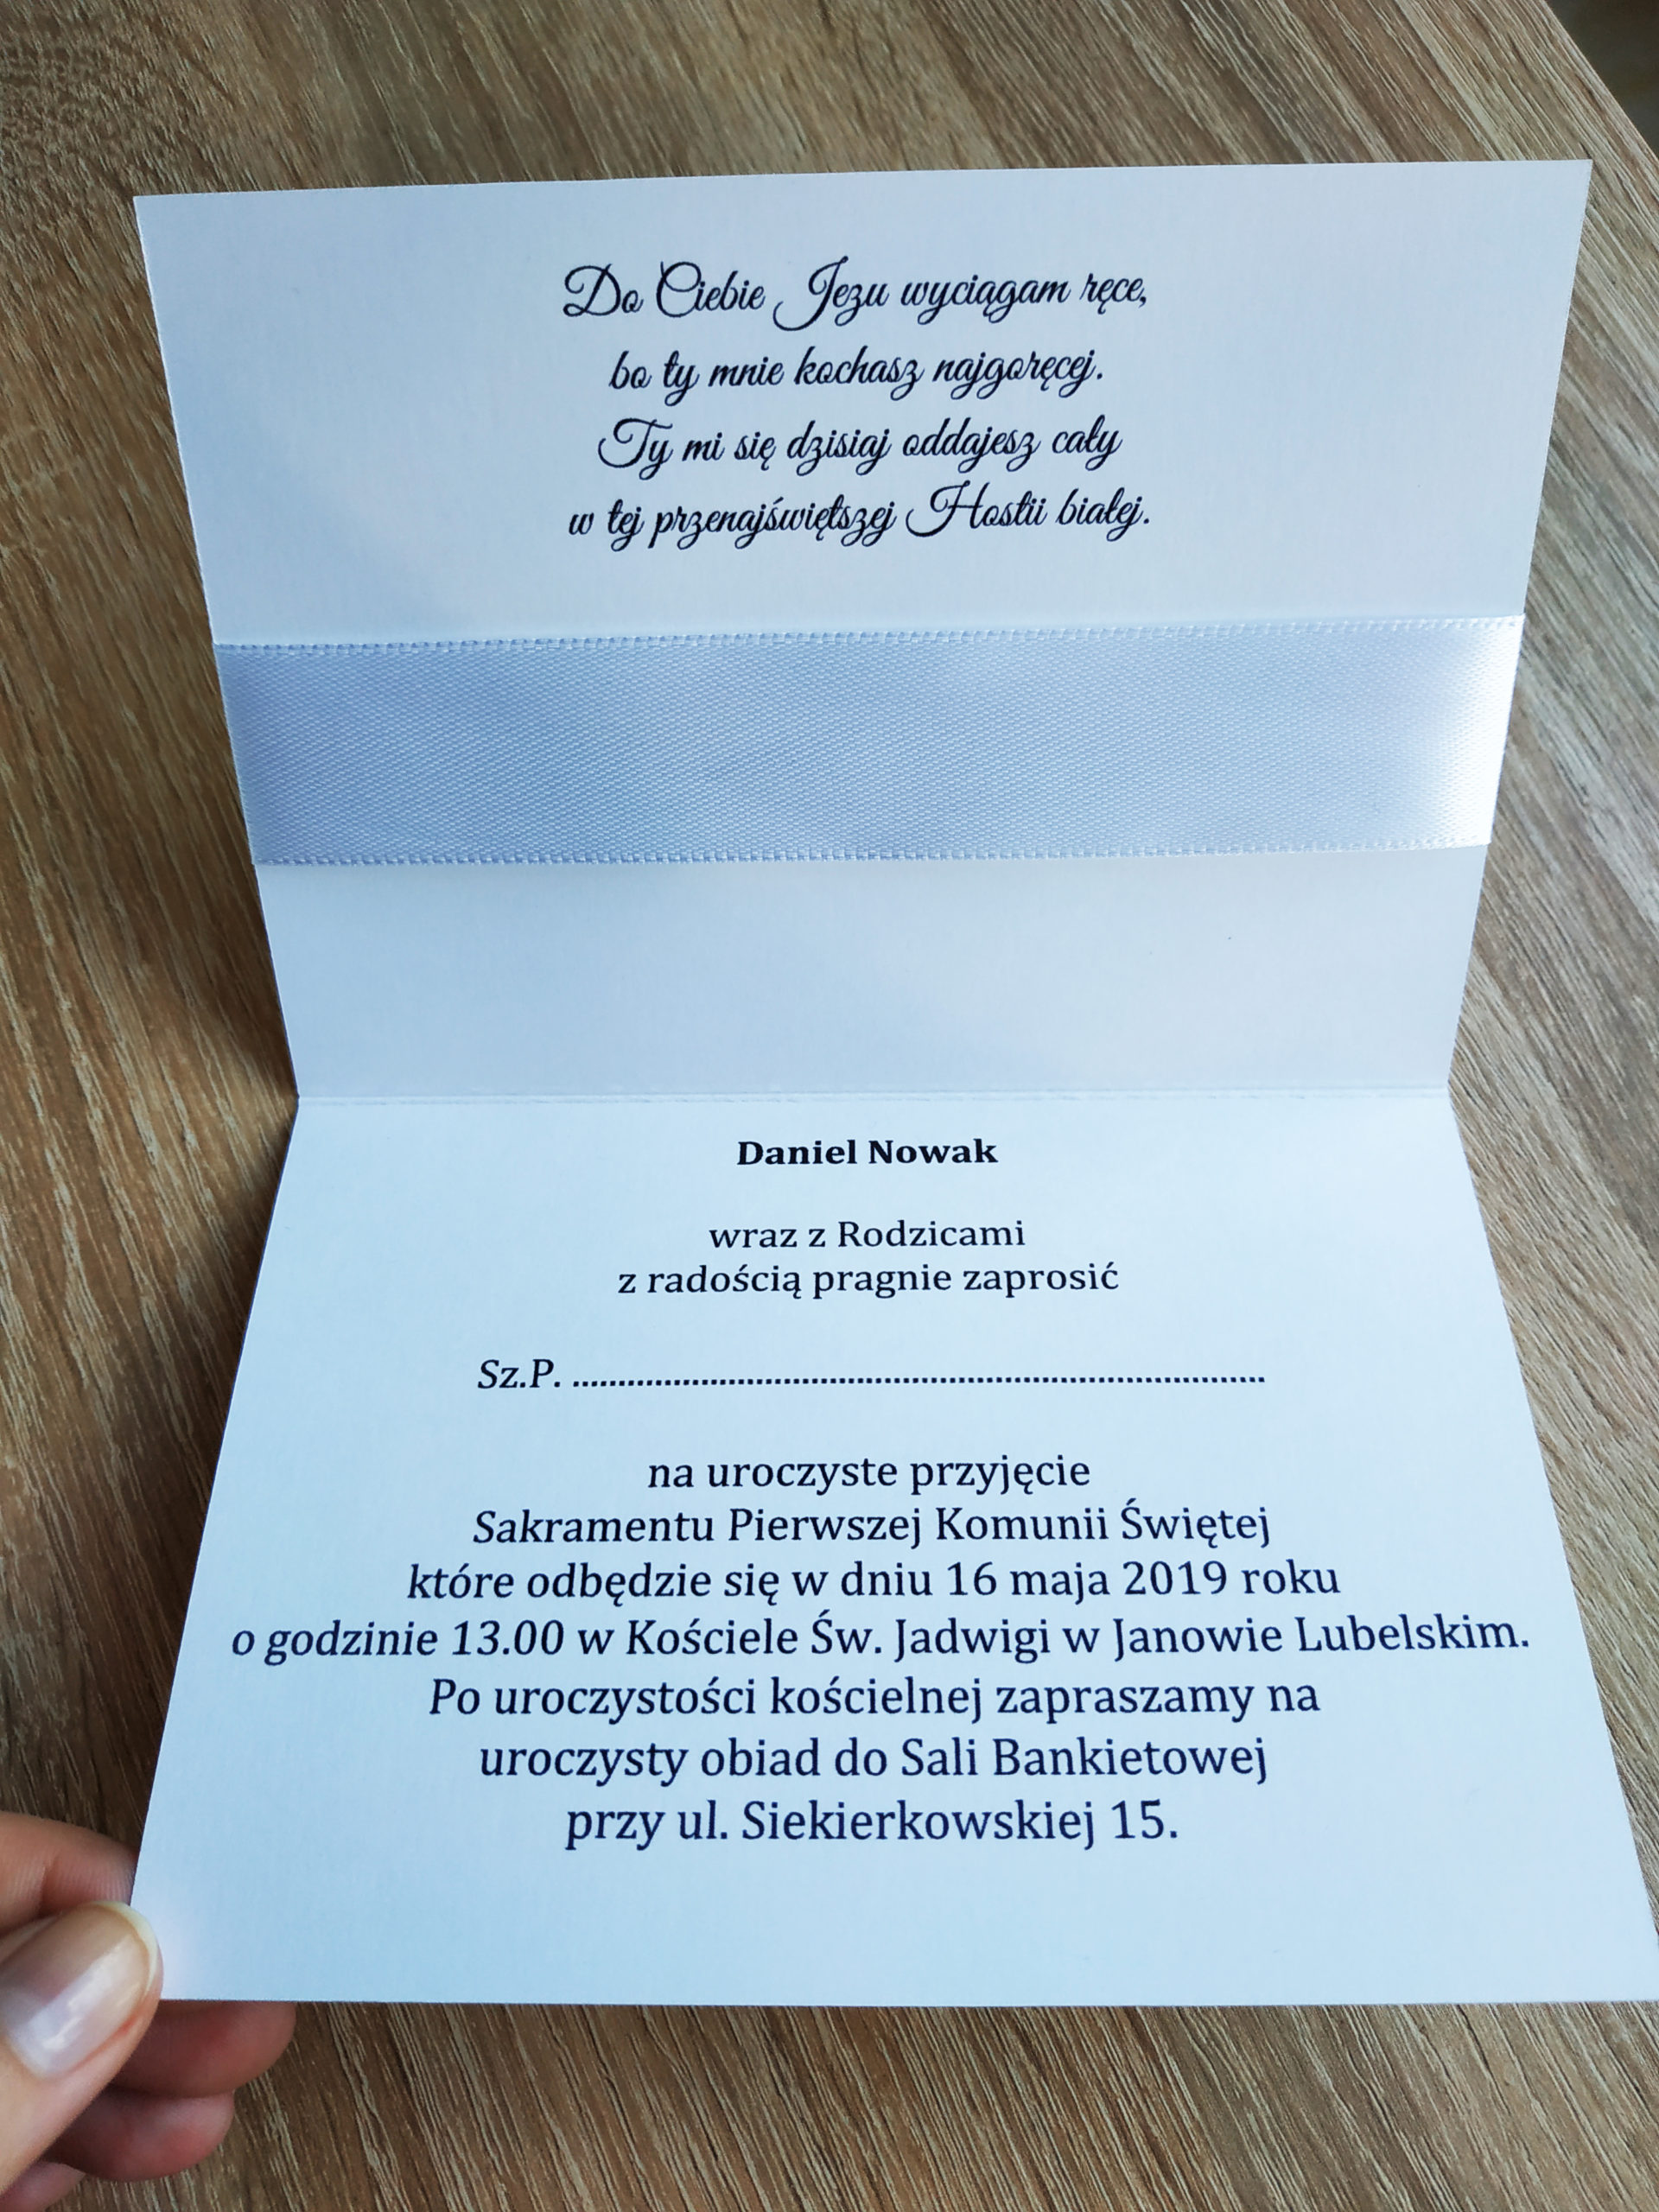 Do Ciebie Jezu wyciągam ręce,
bo ty mnie kochasz najgoręcej.
Ty mi się dzisiaj oddajesz cały
w tej przenajświętszej Hostii białej.
Daniel Nowak
wraz z Rodzicami
z radością pragnie zaprosić
Sz.P. ............................................................................
na uroczyste przyjęcie
Sakramentu Pierwszej Komunii Świętej
które odbędzie się w dniu 16 maja 2019 roku
o godzinie 13.00 w Kościele Św. Jadwigi w Janowie Lubelskim.
Po uroczystości kościelnej zapraszamy na
uroczysty obiad do Sali Bankietowej
przy ul. Siekierkowskiej 15.